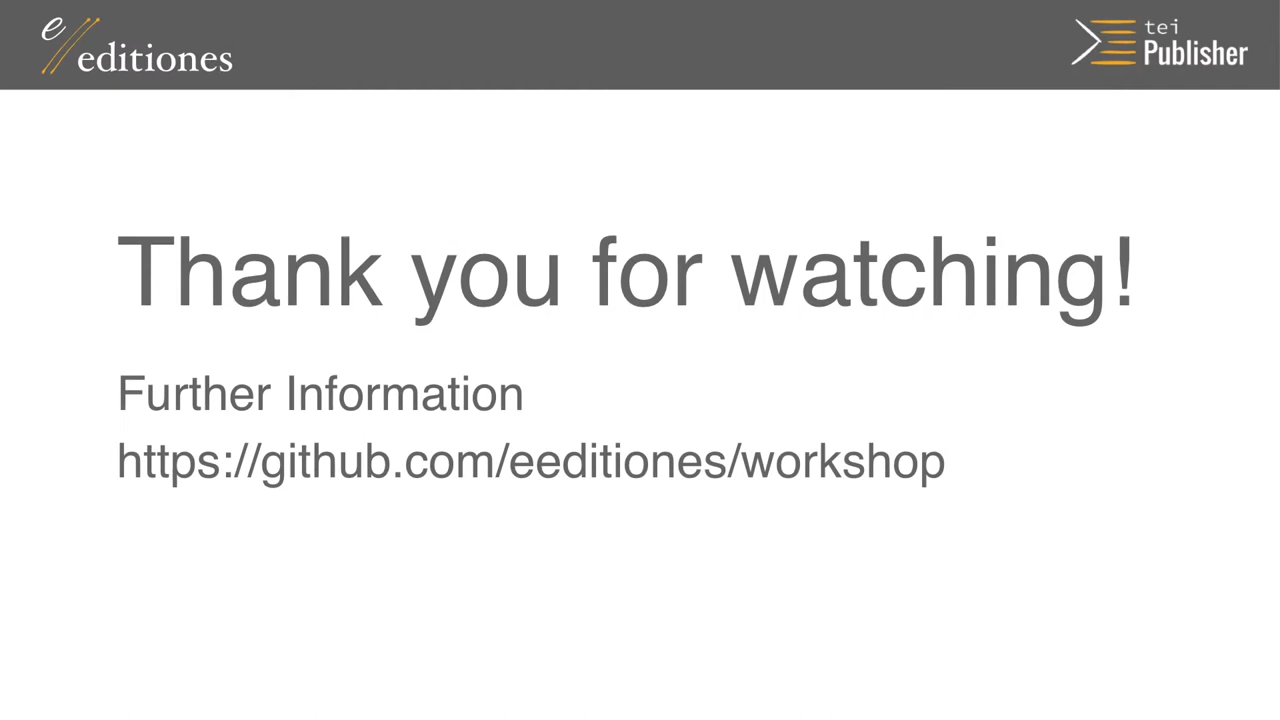 e
editiones
tei
Publisher
Thank you for watching!
Further Information
https://github.com/eeditiones/workshop